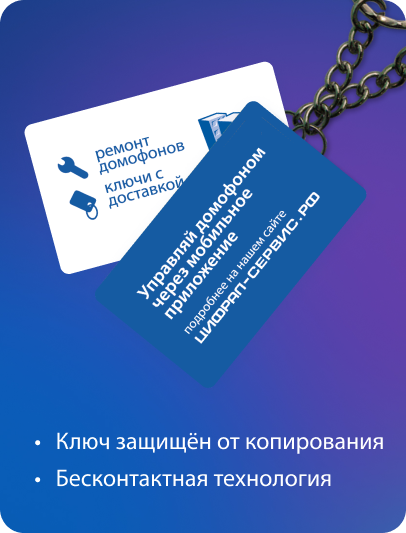 ремонт
домофонов
ключи с
доставкой
Управляй домофоном
через мобильное
приложение
подробнее на нашем сайте
ЦИФРАЛ-СЕРВИС.РФ
• Ключ защищён от копирования
• Бесконтактная технология